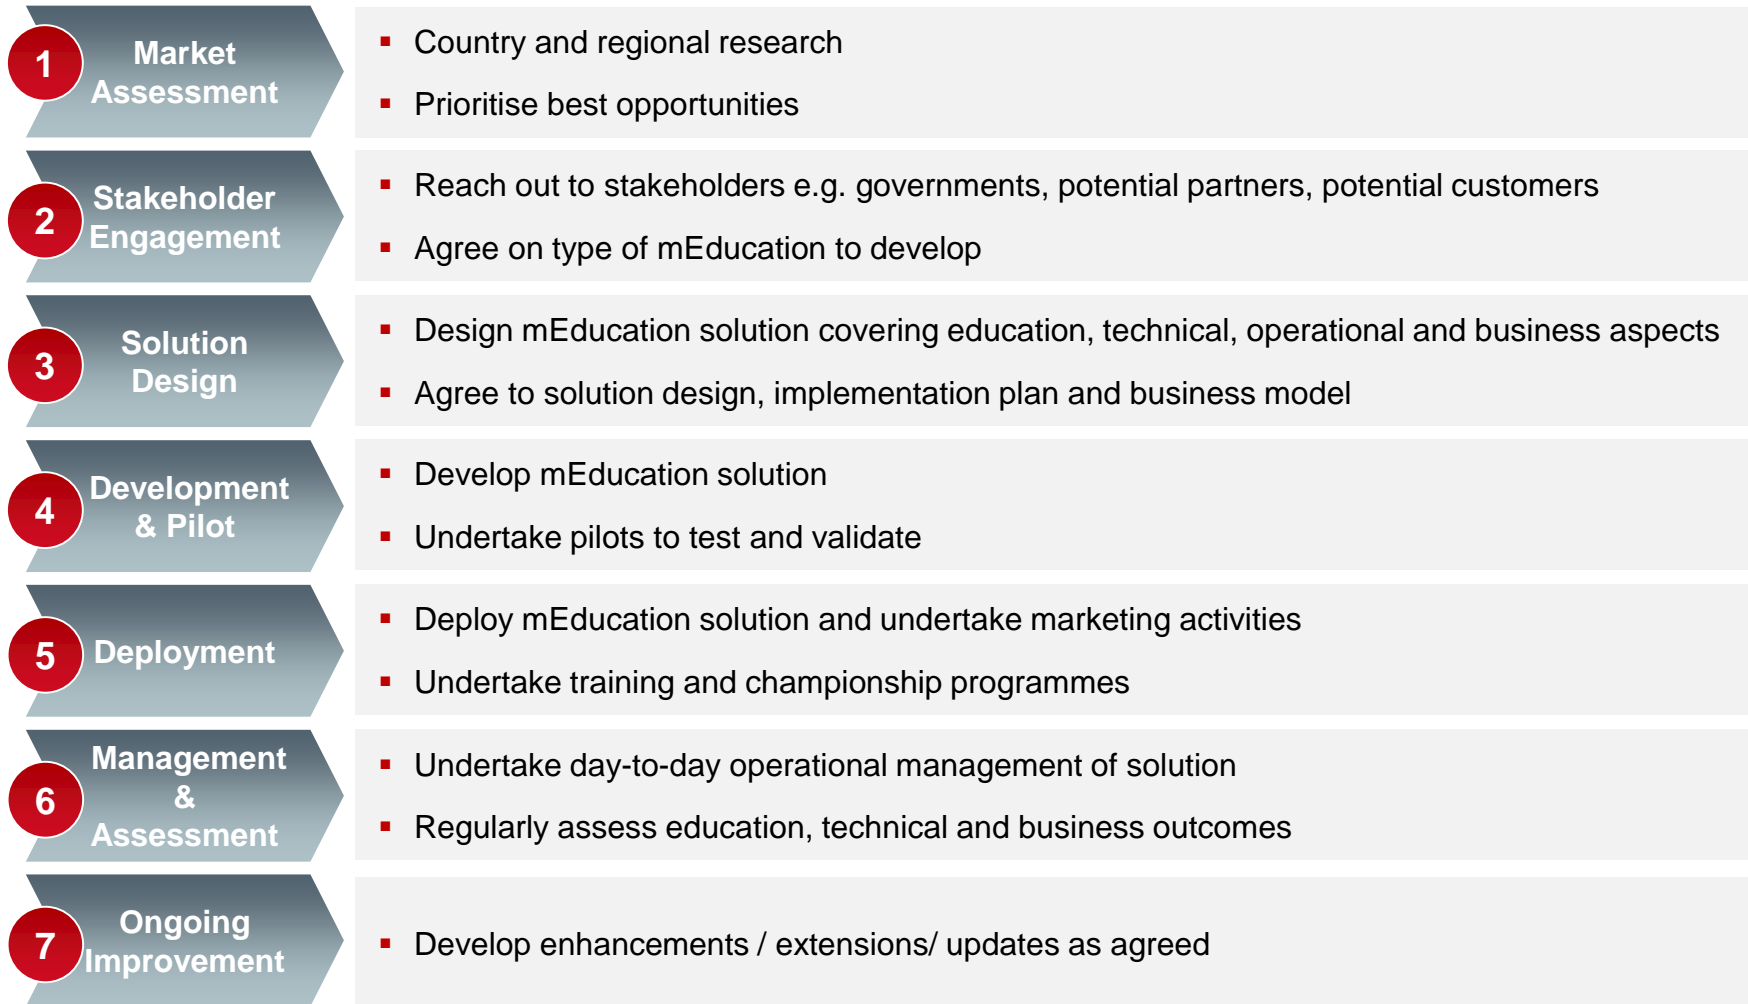 1
Market
Assessment
▪ Country and regional research
▪ Prioritise best opportunities
2
Stakeholder
Engagement
▪ Reach out to stakeholders e.g. governments, potential partners, potential customers
▪ Agree on type of mEducation to develop
3
Solution
Design
▪ Design mEducation solution covering education, technical, operational and business aspects
▪ Agree to solution design, implementation plan and business model
4
Development
& Pilot
▪ Develop mEducation solution
▪ Undertake pilots to test and validate
5
Deployment
▪ Deploy mEducation solution and undertake marketing activities
▪ Undertake training and championship programmes
6
Management
&
Assessment
▪ Undertake day-to-day operational management of solution
▪ Regularly assess education, technical and business outcomes
7
Ongoing
Improvement
▪ Develop enhancements / extensions/ updates as agreed